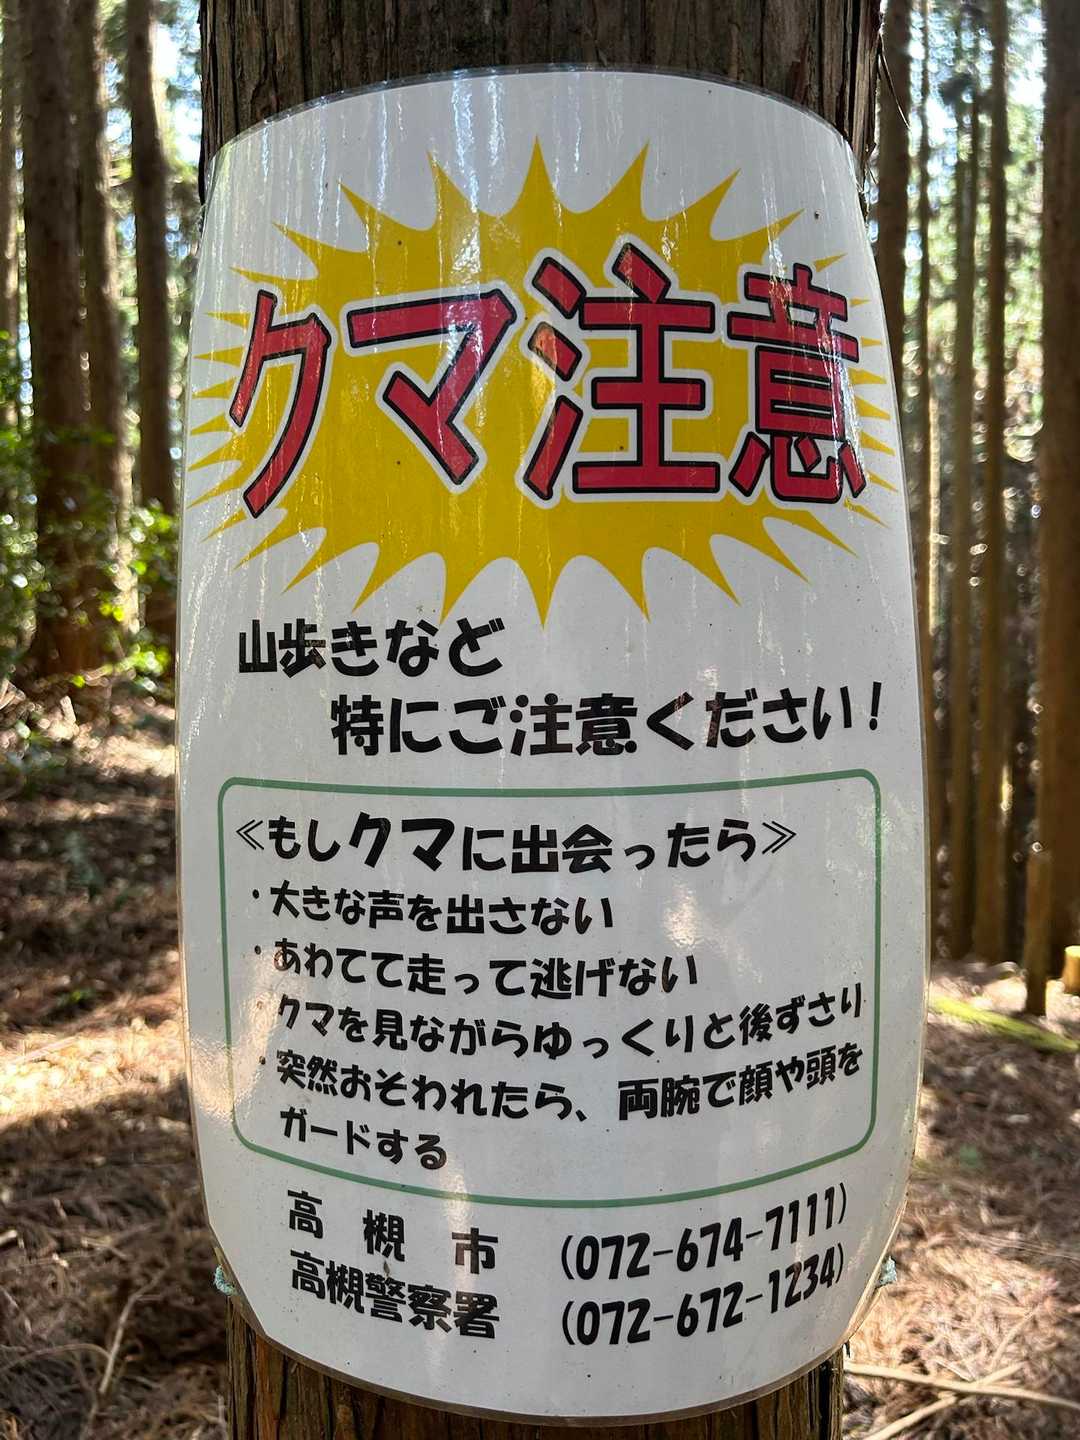 クマ注意
山歩きなど
特にご注意ください!
≪もしクマに出会ったら≫
・大きな声を出さない
・あわてて走って逃げない
・クマを見ながらゆっくりと後ずさり
・突然おそわれたら、両腕で顔や頭を
ガードする
高 槻 市 (072-674-7111)
高槻警察署 (072-672-1234)